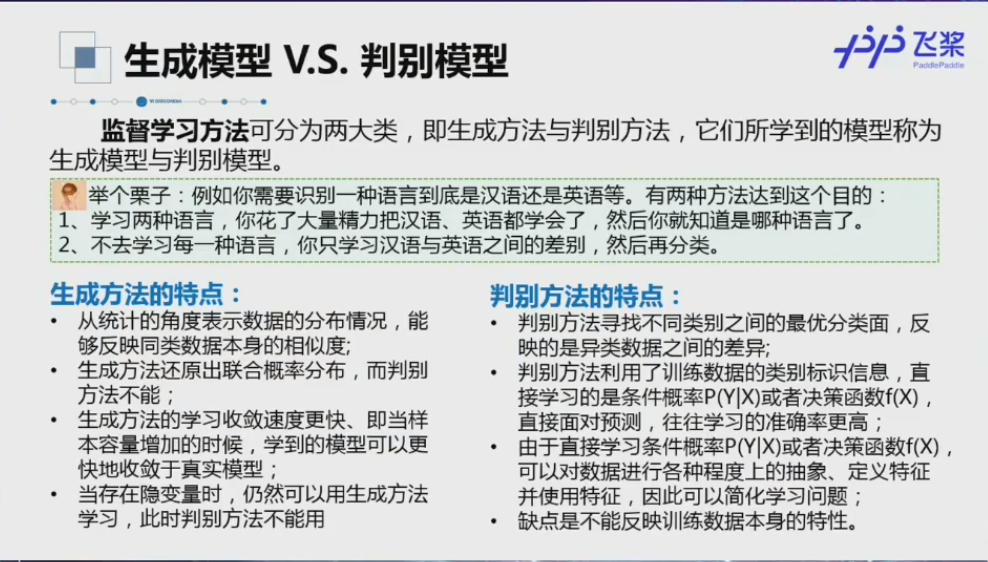 生成模型 V.S. 判别模型
飞桨
PaddlePaddle
监督学习方法可分为两大类，即生成方法与判别方法，它们所学到的模型称为
生成模型与判别模型。
举个栗子：例如你需要识别一种语言到底是汉语还是英语等。有两种方法达到这个目的：
1、学习两种语言，你花了大量精力把汉语、英语都学会了，然后你就知道是哪种语言了。
2、不去学习每一种语言，你只学习汉语与英语之间的差别，然后再分类。
生成方法的特点：
• 从统计的角度表示数据的分布情况，能
够反映同类数据本身的相似度;
• 生成方法还原出联合概率分布，而判别
方法不能；
• 生成方法的学习收敛速度更快、即当样
本容量增加的时候，学到的模型可以更
快地收敛于真实模型；
• 当存在隐变量时，仍然可以用生成方法
学习，此时判别方法不能用
判别方法的特点：
• 判别方法寻找不同类别之间的最优分类面，反
映的是异类数据之间的差异;
• 判别方法利用了训练数据的类别标识信息，直
接学习的是条件概率P(Y|X)或者决策函数f(X)，
直接面对预测，往往学习的准确率更高；
• 由于直接学习条件概率P(Y|X)或者决策函数f(X)，
可以对数据进行各种程度上的抽象、定义特征
并使用特征，因此可以简化学习问题；
• 缺点是不能反映训练数据本身的特性。